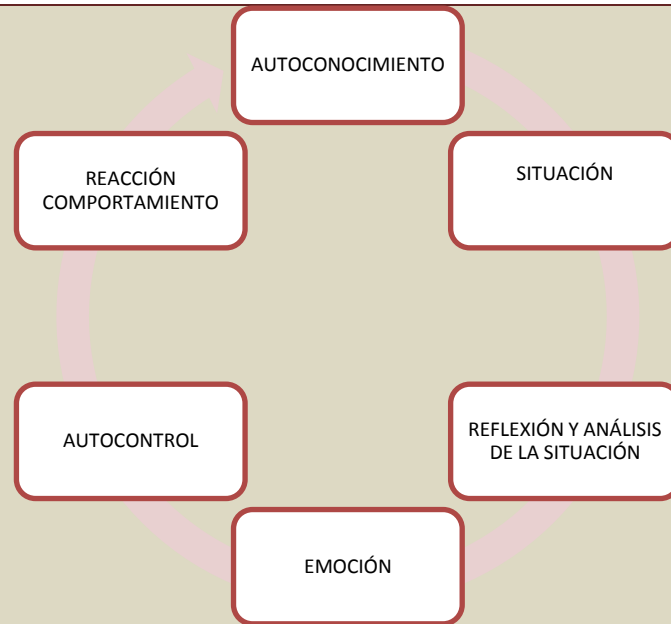 AUTOCONOCIMIENTO
SITUACIÓN
REFLEXIÓN Y ANÁLISIS
DE LA SITUACIÓN
EMOCIÓN
AUTOCONTROL
REACCIÓN
COMPORTAMIENTO